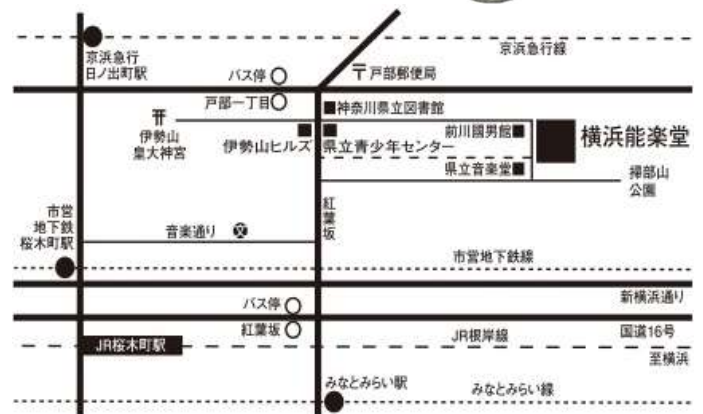 京浜急行線
京浜急行
日ノ出町駅
バス停
〒戸部郵便局
戸部一丁目
神奈川県立図書館
伊勢山
皇大神宮
伊勢山ヒルズ
県立青少年センター
前川國男館
横浜能楽堂
県立音楽堂
掃部山
公園
紅葉坂
市営
地下鉄
桜木町駅
音楽通り
文
市営地下鉄線
新横浜通り
バス停
紅葉坂
JR根岸線
国道16号
JR桜木町駅
至横浜
みなとみらい駅
みなとみらい線